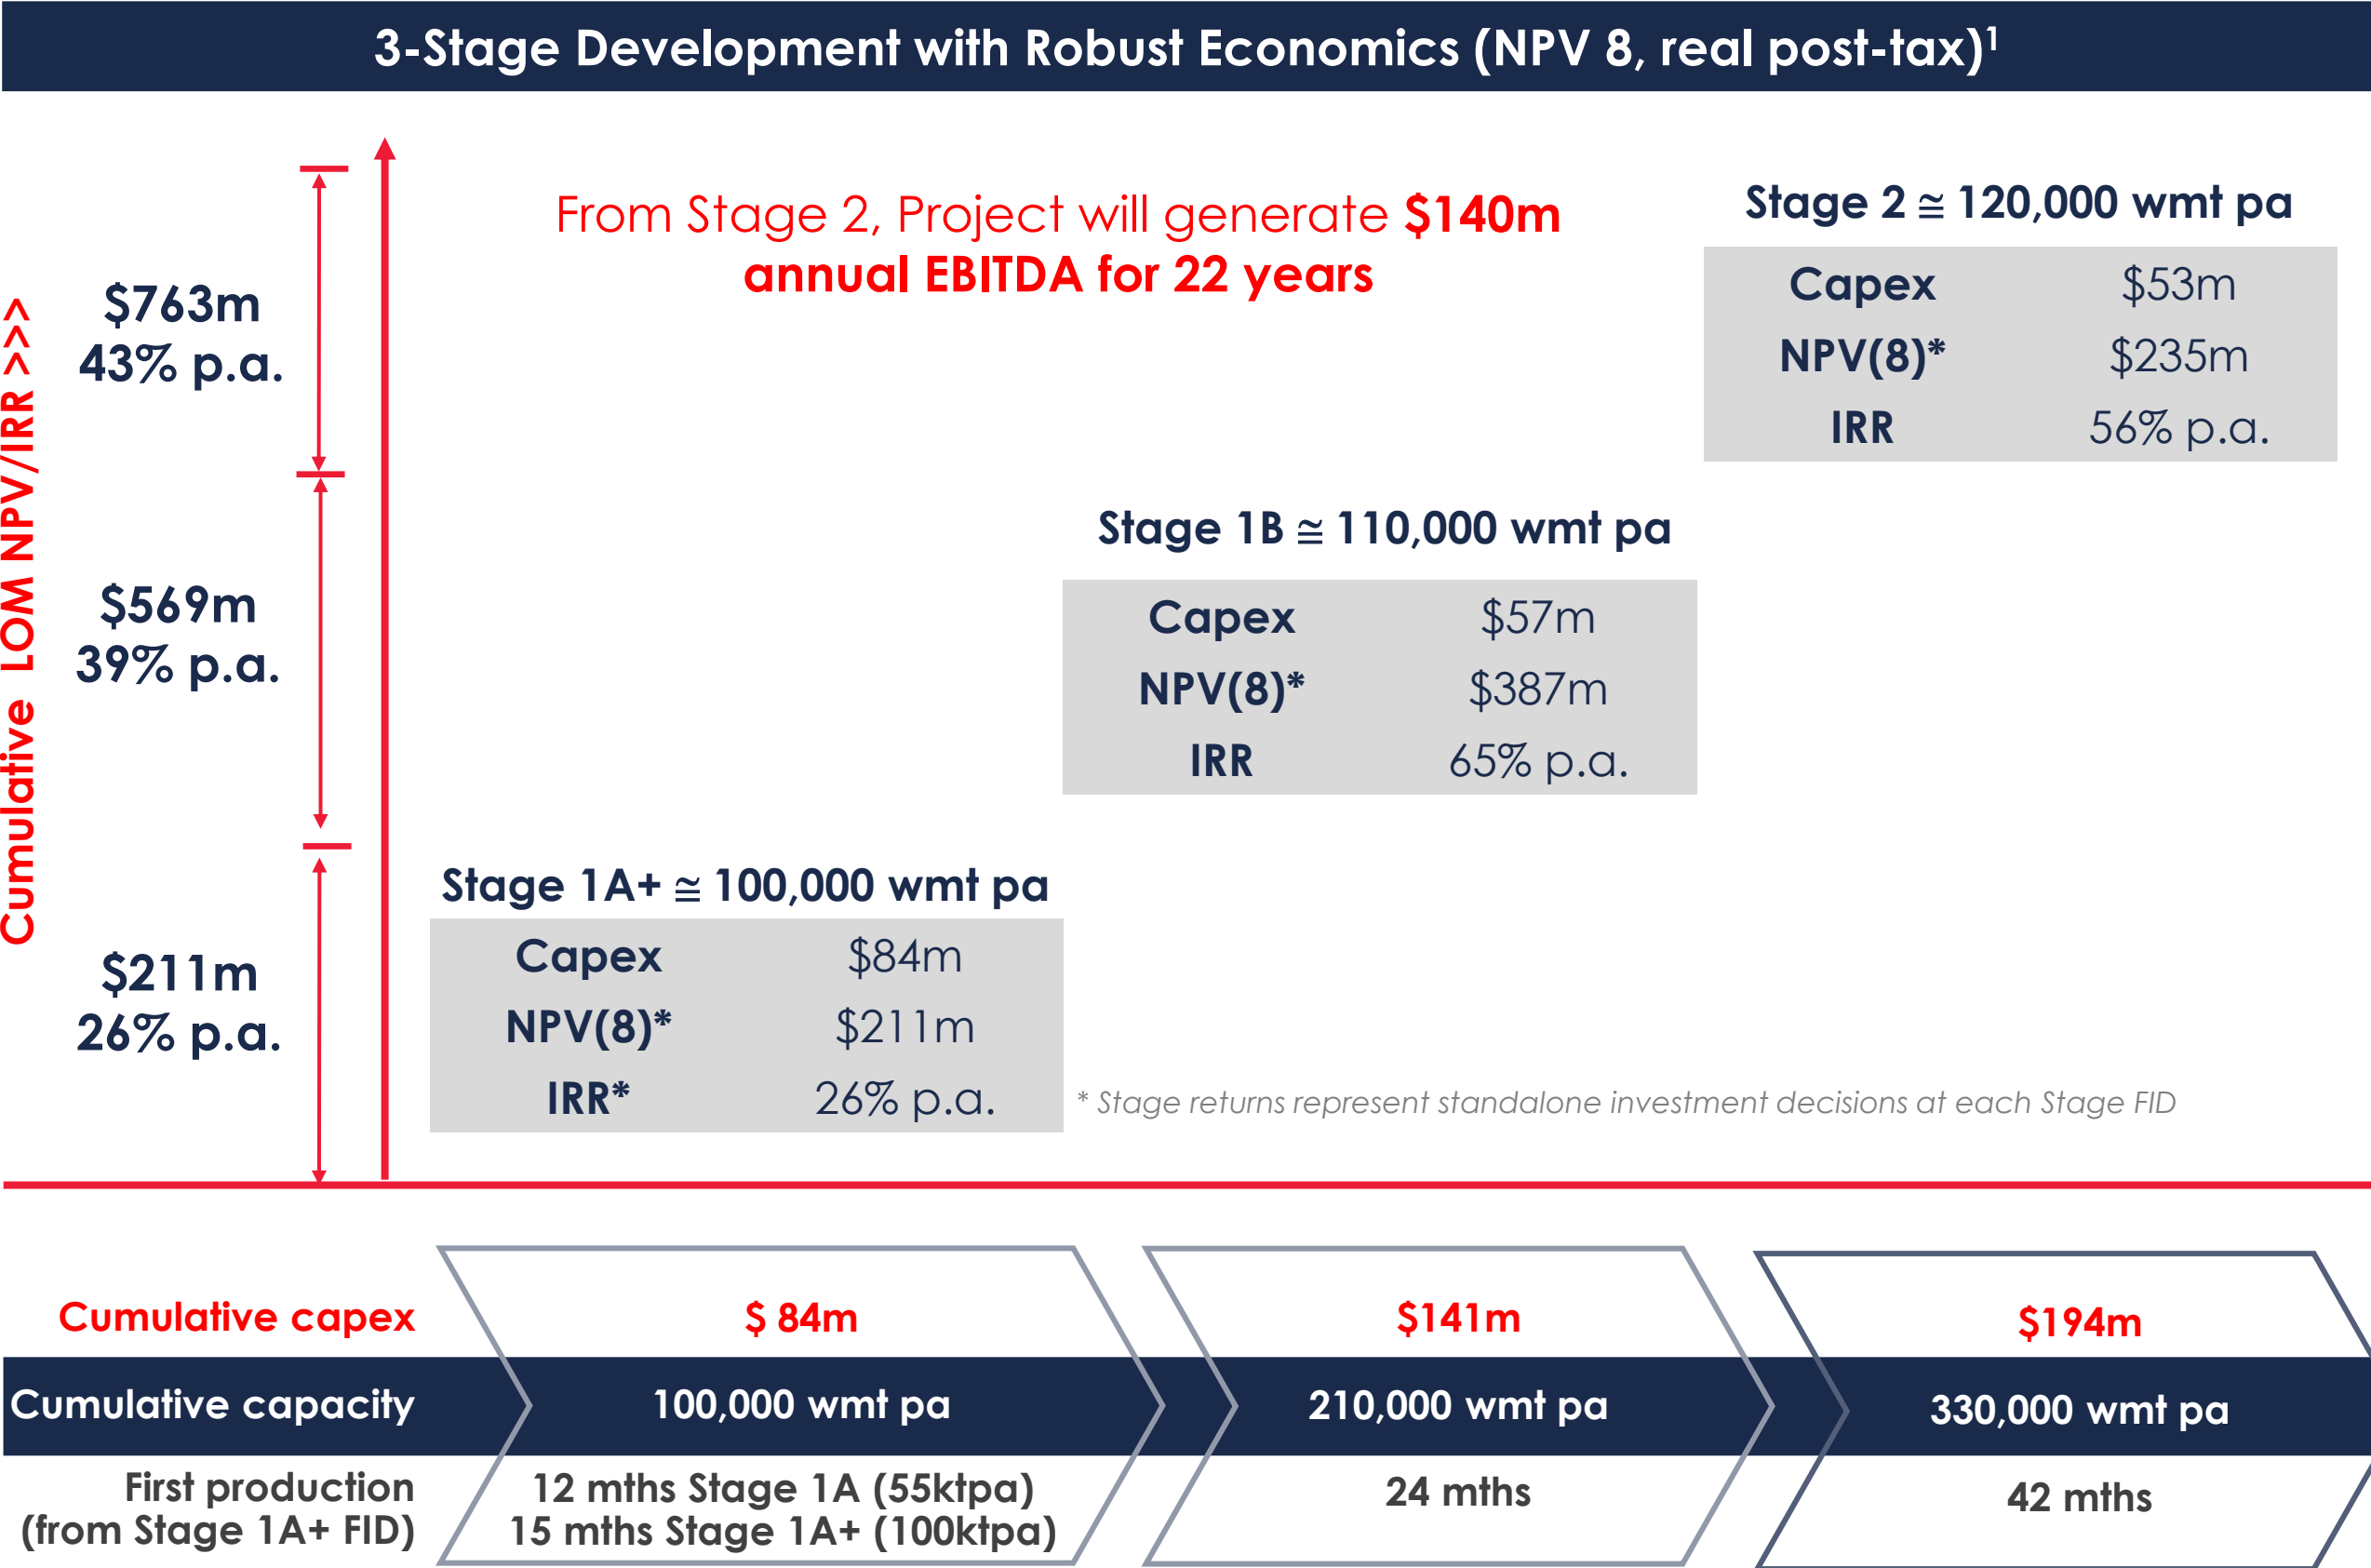 3-Stage Development with Robust Economics (NPV 8, real post-tax)¹
From Stage 2, Project will generate $140m
annual EBITDA for 22 years
Cumulative LOM NPV/IRR >>>
$763m
43% p.a.
$569m
39% p.a.
$211m
26% p.a.
Stage 2 ≅ 120,000 wmt pa
Capex $53m
NPV(8)* $235m
IRR 56% p.a.
Stage 1B ≅ 110,000 wmt pa
Capex $57m
NPV(8)* $387m
IRR 65% p.a.
Stage 1A+ ≅ 100,000 wmt pa
Capex $84m
NPV(8)* $211m
IRR* 26% p.a.
* Stage returns represent standalone investment decisions at each Stage FID
Cumulative capex $ 84m $141m $194m
Cumulative capacity 100,000 wmt pa 210,000 wmt pa 330,000 wmt pa
First production
(from Stage 1A+ FID)
12 mths Stage 1A (55ktpa)
15 mths Stage 1A+ (100ktpa)
24 mths
42 mths